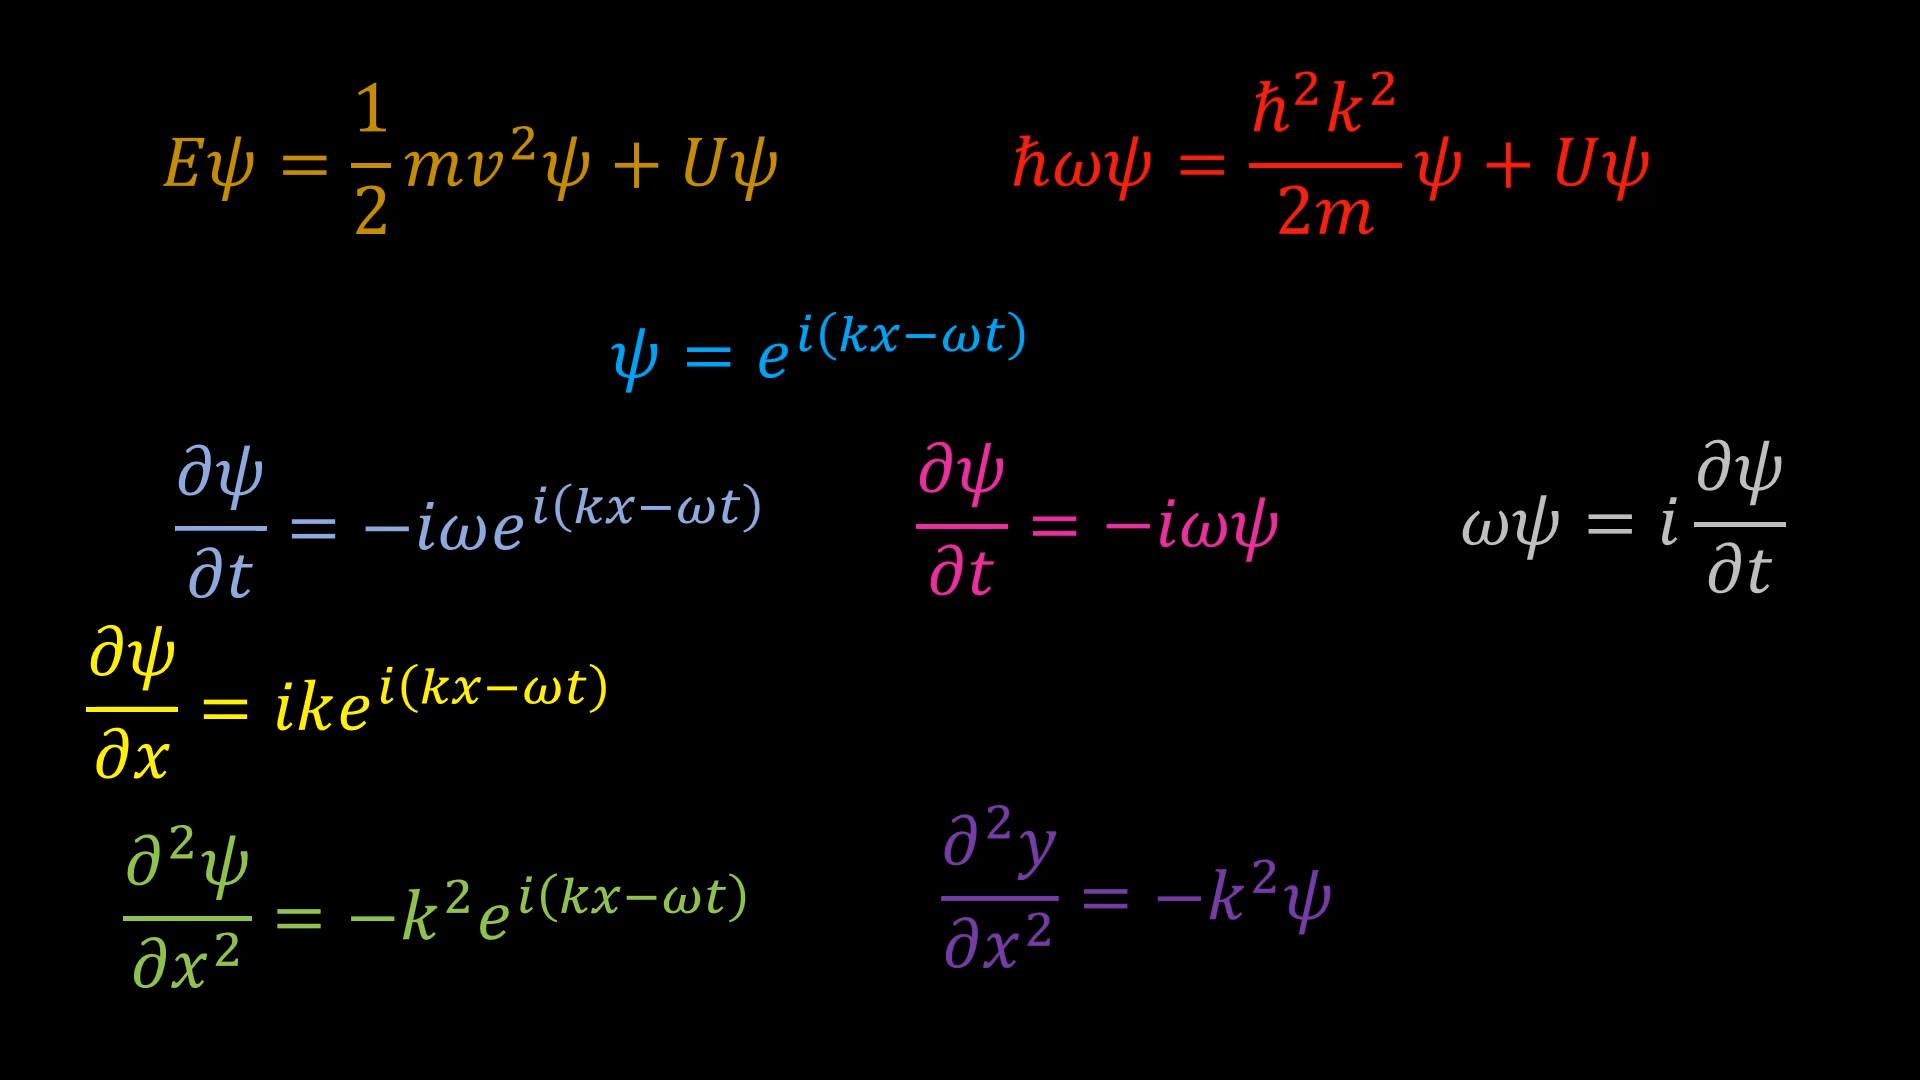 Eψ = 1/2 mv²ψ + Uψ    ħωψ = ħ²k²/2m ψ + Uψ
ψ = e^{i(kx−ωt)}
∂ψ/∂t = −iωe^{i(kx−ωt)}    ∂ψ/∂t = −iωψ    ωψ = i ∂ψ/∂t
∂ψ/∂x = ike^{i(kx−ωt)}
∂²ψ/∂x² = −k²e^{i(kx−ωt)}    ∂²y/∂x² = −k²ψ